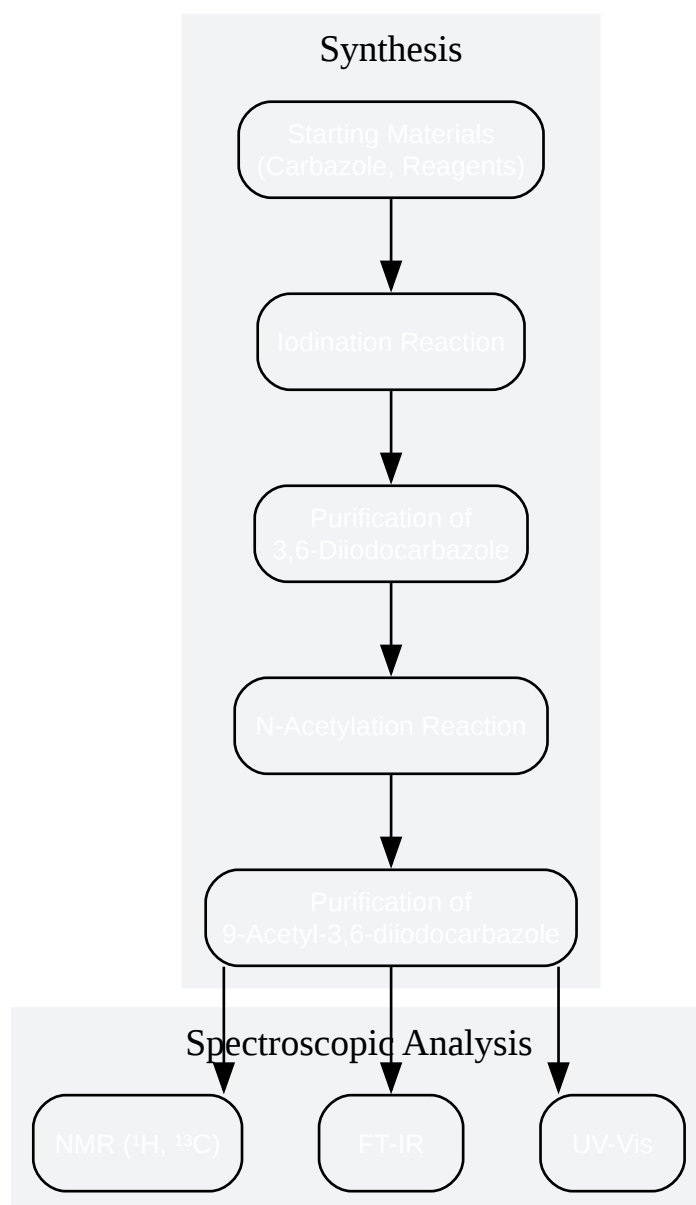 Synthesis
Starting Materials
(Carbazole, Reagents)
Iodination Reaction
Purification of
3,6-Diiodocarbazole
N-Acetylation Reaction
Purification of
9-Acetyl-3,6-diiodocarbazole
Spectroscopic Analysis
NMR (¹H, ¹³C)
FT-IR
UV-Vis